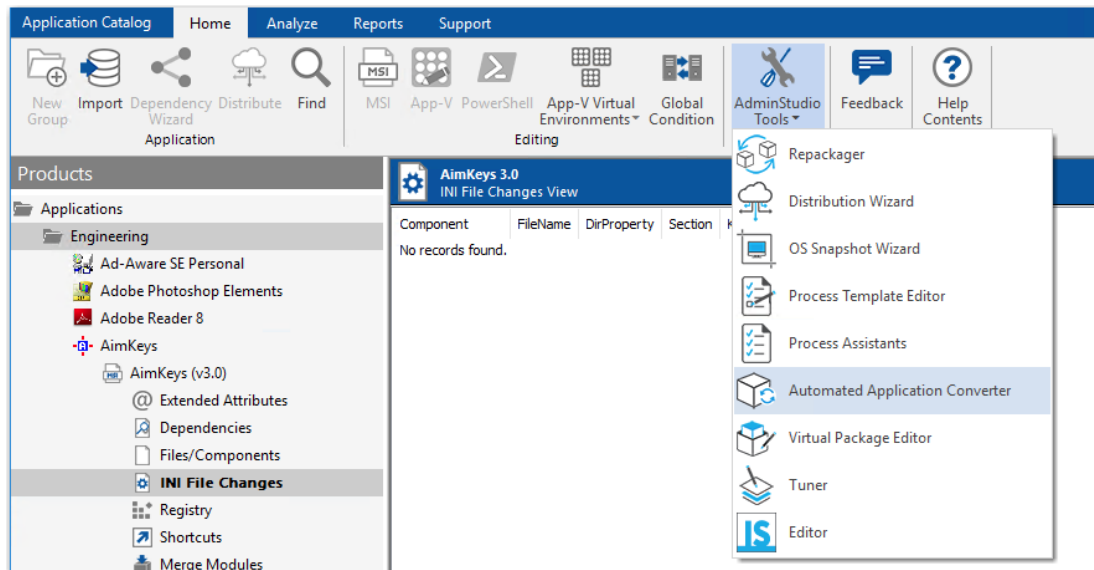 Application Catalog Home Analyze Reports Support
New Group
Import
Dependency Wizard
Distribute
Find
MSI
MSI
App-V
PowerShell
App-V Virtual Environments
Global Condition
AdminStudio Tools
Feedback
Help Contents
Application
Editing
Products
Applications
Engineering
Ad-Aware SE Personal
Adobe Photoshop Elements
Adobe Reader 8
AimKeys
AimKeys (v3.0)
Extended Attributes
Dependencies
Files/Components
INI File Changes
Registry
Shortcuts
Merge Modules
AimKeys 3.0
INI File Changes View
Component FileName DirProperty Section
No records found.
Repackager
Distribution Wizard
OS Snapshot Wizard
Process Template Editor
Process Assistants
Automated Application Converter
Virtual Package Editor
Tuner
IS
Editor